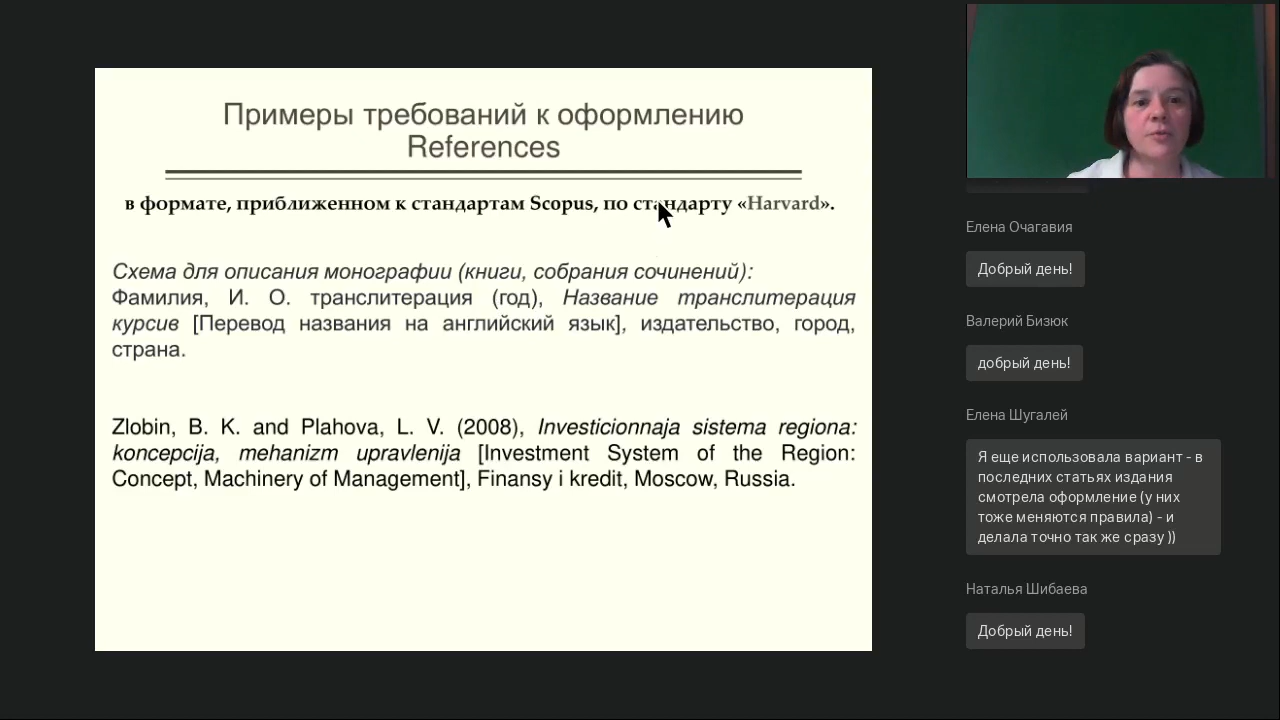 Примеры требований к оформлению
References
в формате, приближенном к стандартам Scopus, по стандарту «Harvard».
Схема для описания монографии (книги, собрания сочинений):
Фамилия, И. О. транслитерация (год), Название транслитерация
курсив [Перевод названия на английский язык], издательство, город,
страна.
Zlobin, B. K. and Plahova, L. V. (2008), Investicionnaja sistema regiona:
koncepcija, mehanizm upravlenija [Investment System of the Region:
Concept, Machinery of Management], Finansy i kredit, Moscow, Russia.
Елена Очагавия
Добрый день!
Валерий Бизюк
добрый день!
Елена Шугалей
Я еще использовала вариант - в
последних статьях издания
смотрела оформление (у них
тоже меняются правила) - и
делала точно так же сразу ))
Наталья Шибаева
Добрый день!